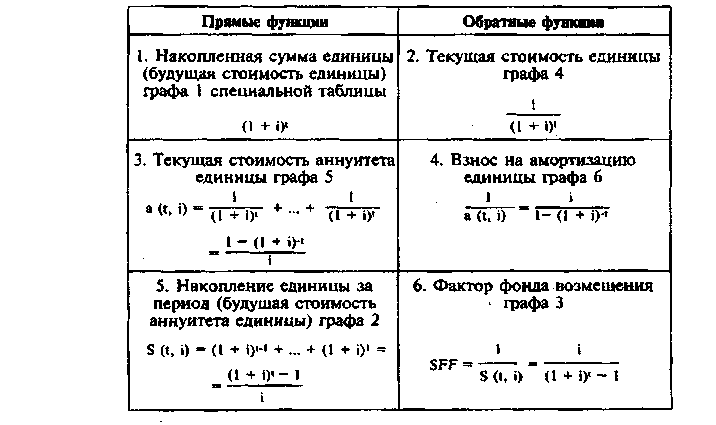 Прямые функции
Обратные функции
1. Накопленная сумма единицы
(будущая стоимость единицы)
графа 1 специальной таблицы
(1 + i)ᵗ
2. Текущая стоимость единицы
графа 4
1
(1 + i)ᵗ
3. Текущая стоимость аннуитета
единицы графа 5
a (t, i) = 1/(1 + i)ᵗ + ... + 1/(1 + i)ᵗ
= (1 − (1 + i)⁻ᵗ)/i
4. Взнос на амортизацию
единицы графа 6
1/a (t, i) = i/(1− (1 + i)⁻ᵗ)
5. Накопление единицы за
период (будущая стоимость
аннуитета единицы) графа 2
S (t, i) = (1 + i)ᵗ⁻¹ + ... + (1 + i)ᵗ =
= ((1 + i)ᵗ − 1)/i
6. Фактор фонда возмещения
графа 3
SFF = 1/S (t, i) = i/((1 + i)ᵗ − 1)